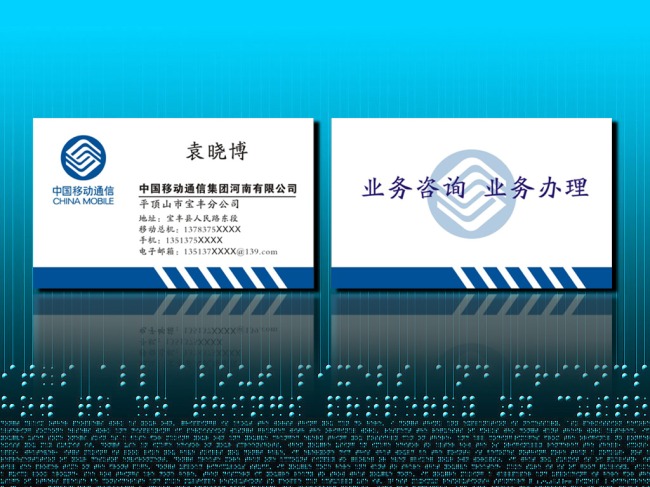 中国移动通信
CHINA MOBILE
袁晓博
中国移动通信集团河南有限公司
平顶山市宝丰分公司
地址：宝丰县人民路东段
移动总机：1378375XXXX
手机：1351375XXXX
电子邮箱：1351375XXXX@139.com
业务咨询 业务办理